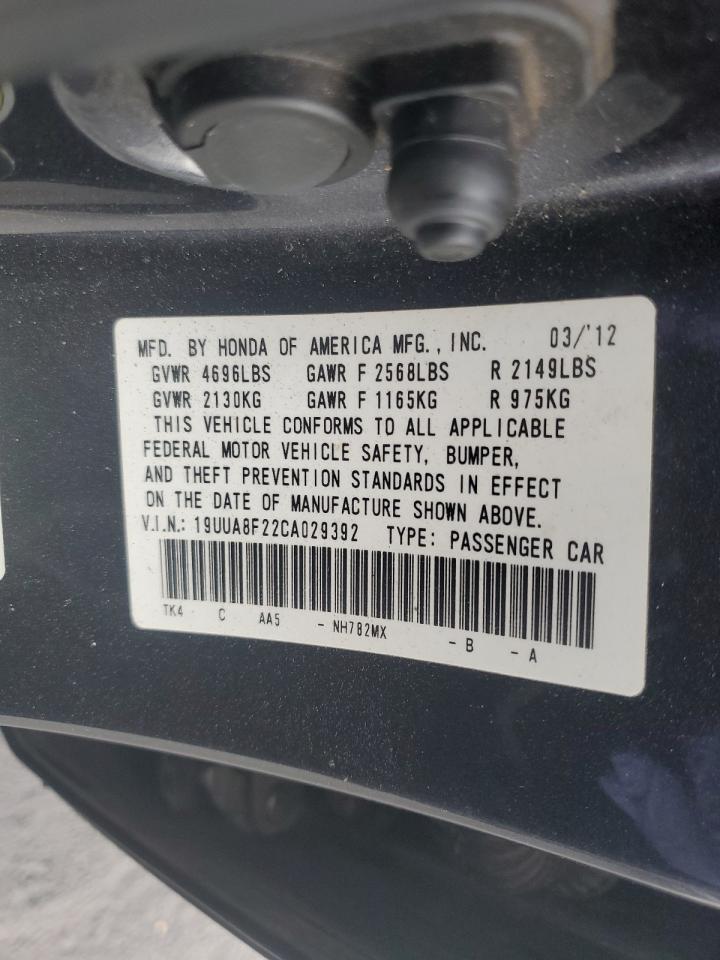 MFD. BY HONDA OF AMERICA MFG., INC. 03/'12
GVWR 4696LBS GAWR F 2568LBS R 2149LBS
GVWR 2130KG GAWR F 1165KG R 975KG
THIS VEHICLE CONFORMS TO ALL APPLICABLE
FEDERAL MOTOR VEHICLE SAFETY, BUMPER,
AND THEFT PREVENTION STANDARDS IN EFFECT
ON THE DATE OF MANUFACTURE SHOWN ABOVE.
V.I.N.: 19UUA8F22CA029392 TYPE: PASSENGER CAR
TK4 C AA5 - NH782MX - B - A